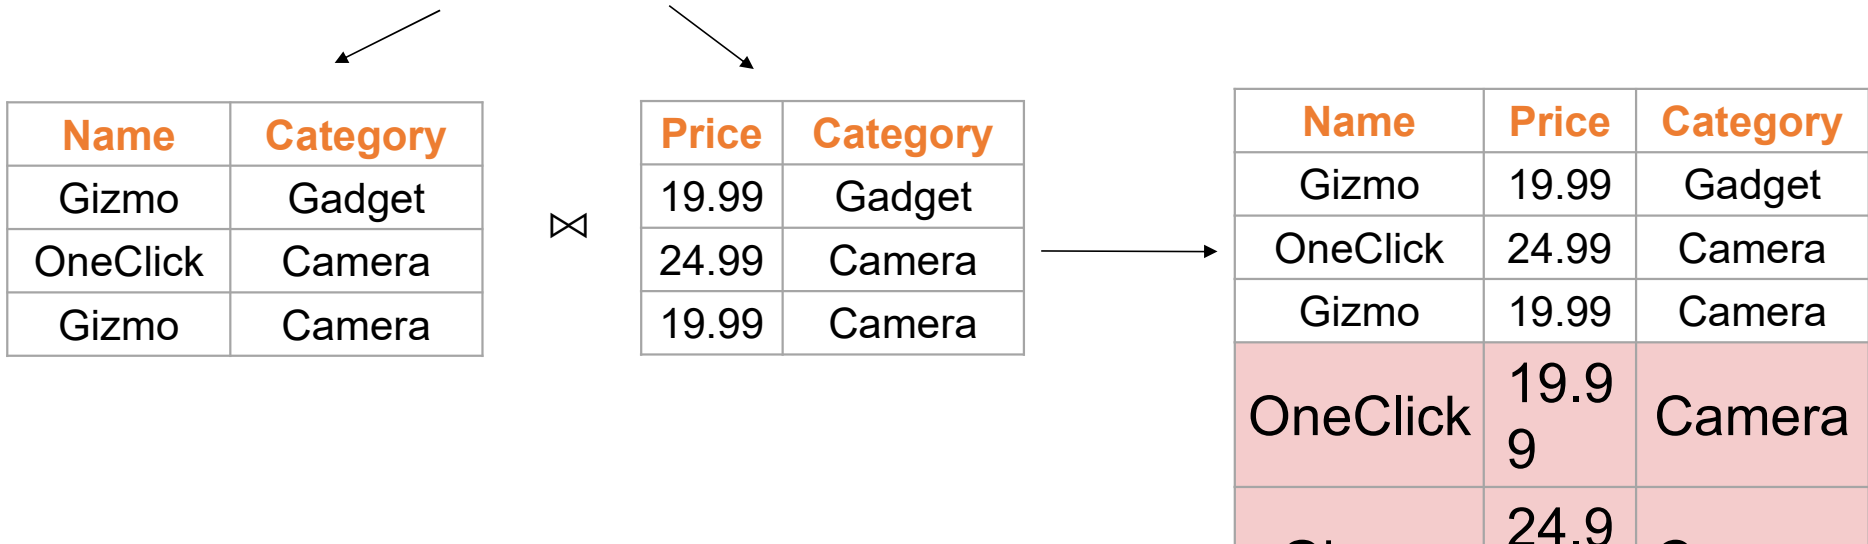 Name Category
Gizmo Gadget
OneClick Camera
Gizmo Camera
⋈
Price Category
19.99 Gadget
24.99 Camera
19.99 Camera
Name Price Category
Gizmo 19.99 Gadget
OneClick 24.99 Camera
Gizmo 19.99 Camera
OneClick 19.9
9 Camera
24.9